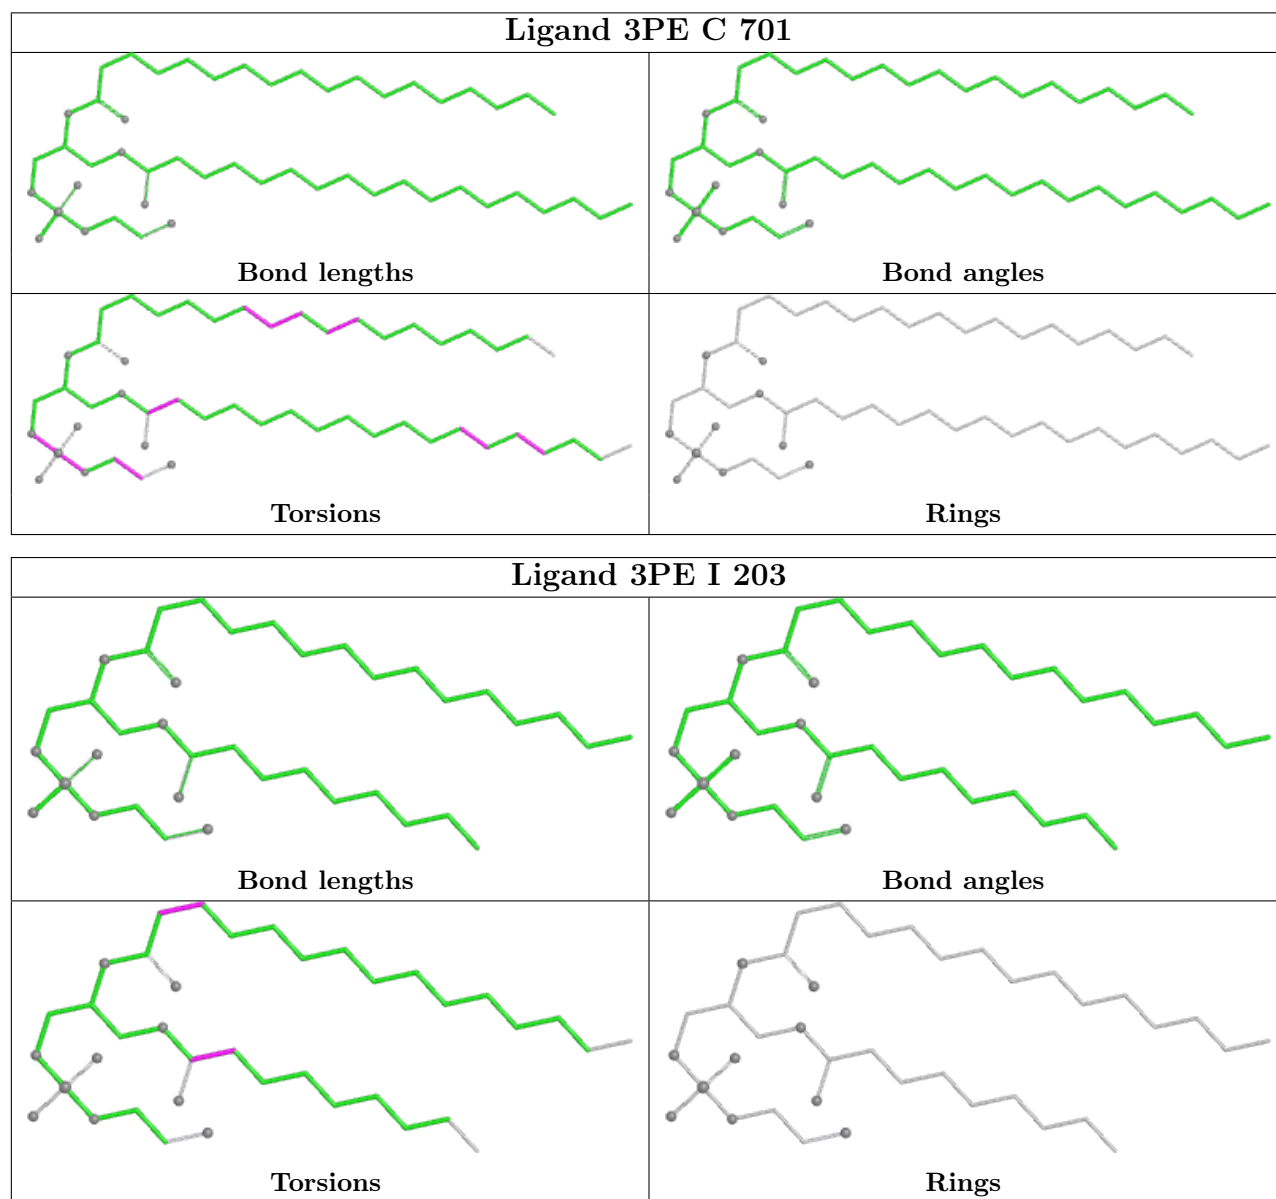 Ligand 3PE C 701
Bond lengths
Bond angles
Torsions
Rings
Ligand 3PE I 203
Bond lengths
Bond angles
Torsions
Rings